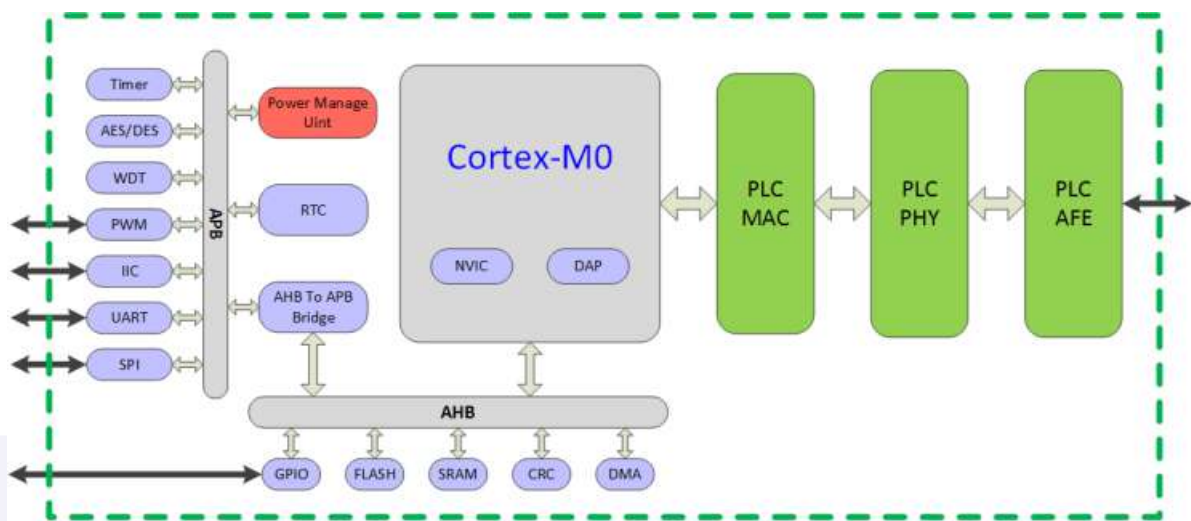 Timer
AES/DES
WDT
PWM
IIC
UART
SPI
APB
Power Manage
Uint
RTC
AHB To APB
Bridge
Cortex-M0
NVIC
DAP
PLC
MAC
PLC
PHY
PLC
AFE
AHB
GPIO
FLASH
SRAM
CRC
DMA